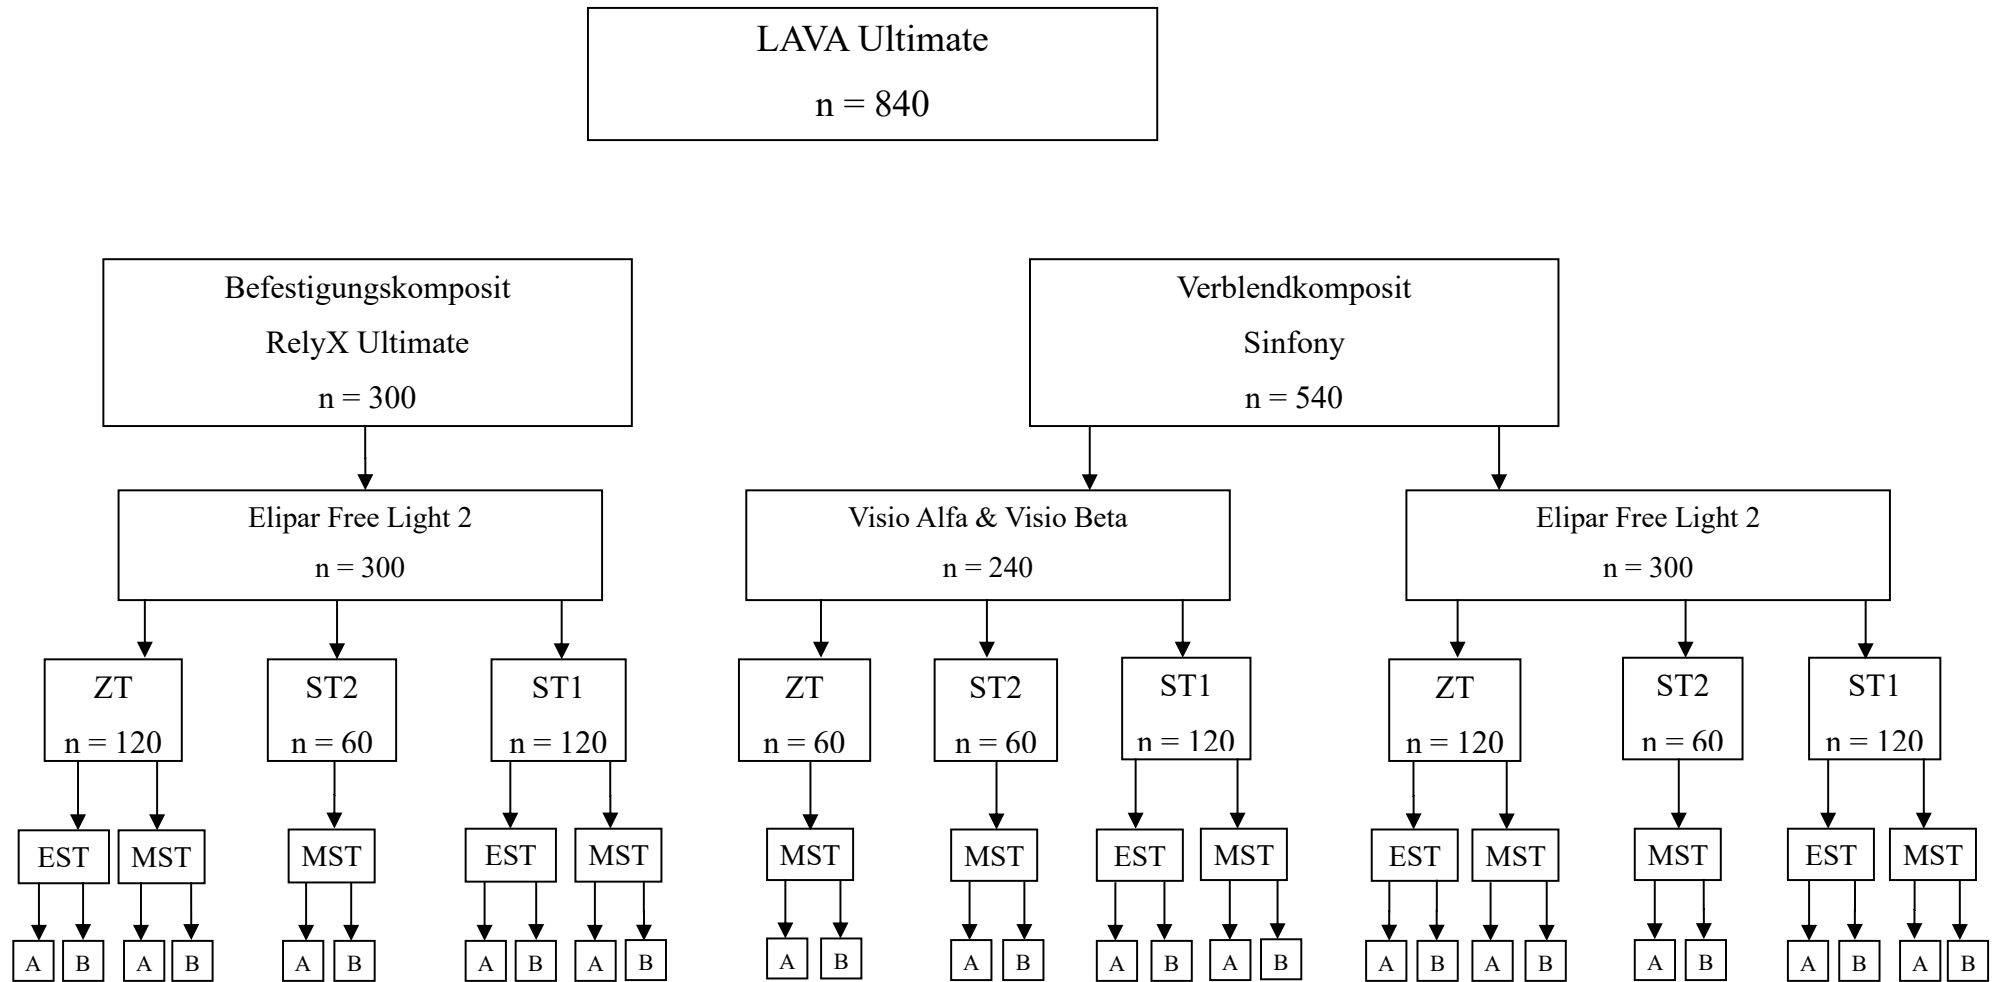 LAVA Ultimate
n = 840
Befestigungskomposit
RelyX Ultimate
n = 300
Verblendkomposit
Sinfony
n = 540
Elipar Free Light 2
n = 300
Visio Alfa & Visio Beta
n = 240
Elipar Free Light 2
n = 300
ZT
n = 120
ST2
n = 60
ST1
n = 120
ZT
n = 60
ST2
n = 60
ST1
n = 120
ZT
n = 120
ST2
n = 60
ST1
n = 120
EST
MST
MST
EST
MST
MST
MST
EST
MST
EST
MST
MST
EST
MST
A
B
A
B
A
B
A
B
A
B
A
B
A
B
A
B
A
B
A
B
A
B
A
B
A
B
A
B